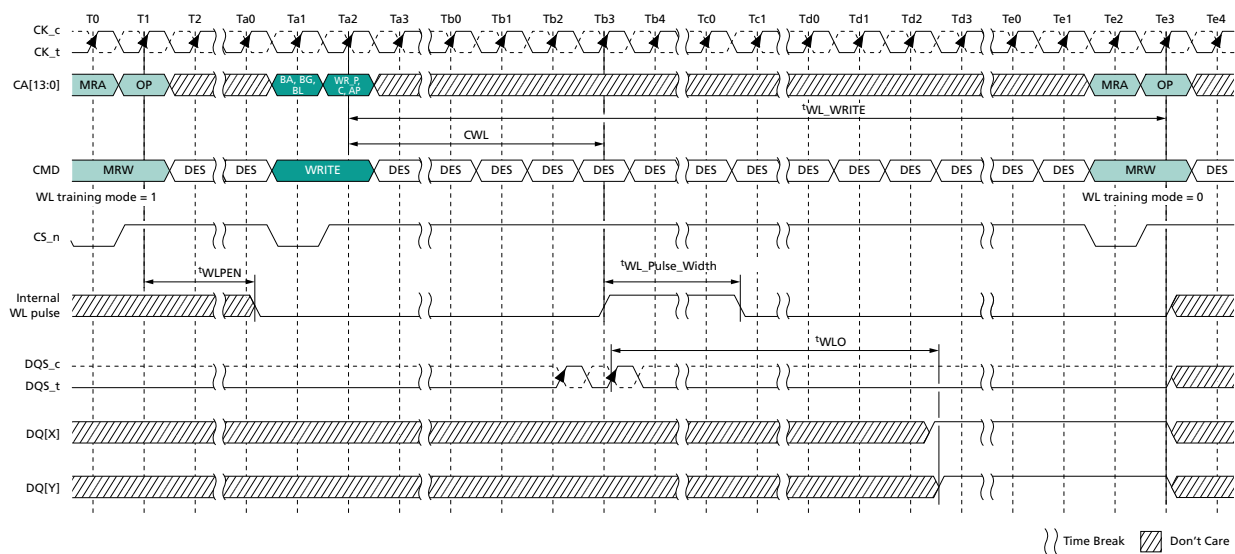 T0 T1 T2 Ta0 Ta1 Ta2 Ta3 Tb0 Tb1 Tb2 Tb3 Tb4 Tc0 Tc1 Td0 Td1 Td2 Td3 Te0 Te1 Te2 Te3 Te4
CK_c
CK_t
CA[13:0] MRA OP BA, BG, BL WR_P, C, AP MRA OP
tWL_WRITE
CWL
CMD MRW DES DES WRITE DES DES DES DES DES DES DES DES DES DES DES DES DES DES MRW DES
WL training mode = 1 WL training mode = 0
CS_n
tWLPEN tWL_Pulse_Width
Internal
WL pulse
tWLO
DQS_c
DQS_t
DQ[X]
DQ[Y]
Time Break Don't Care